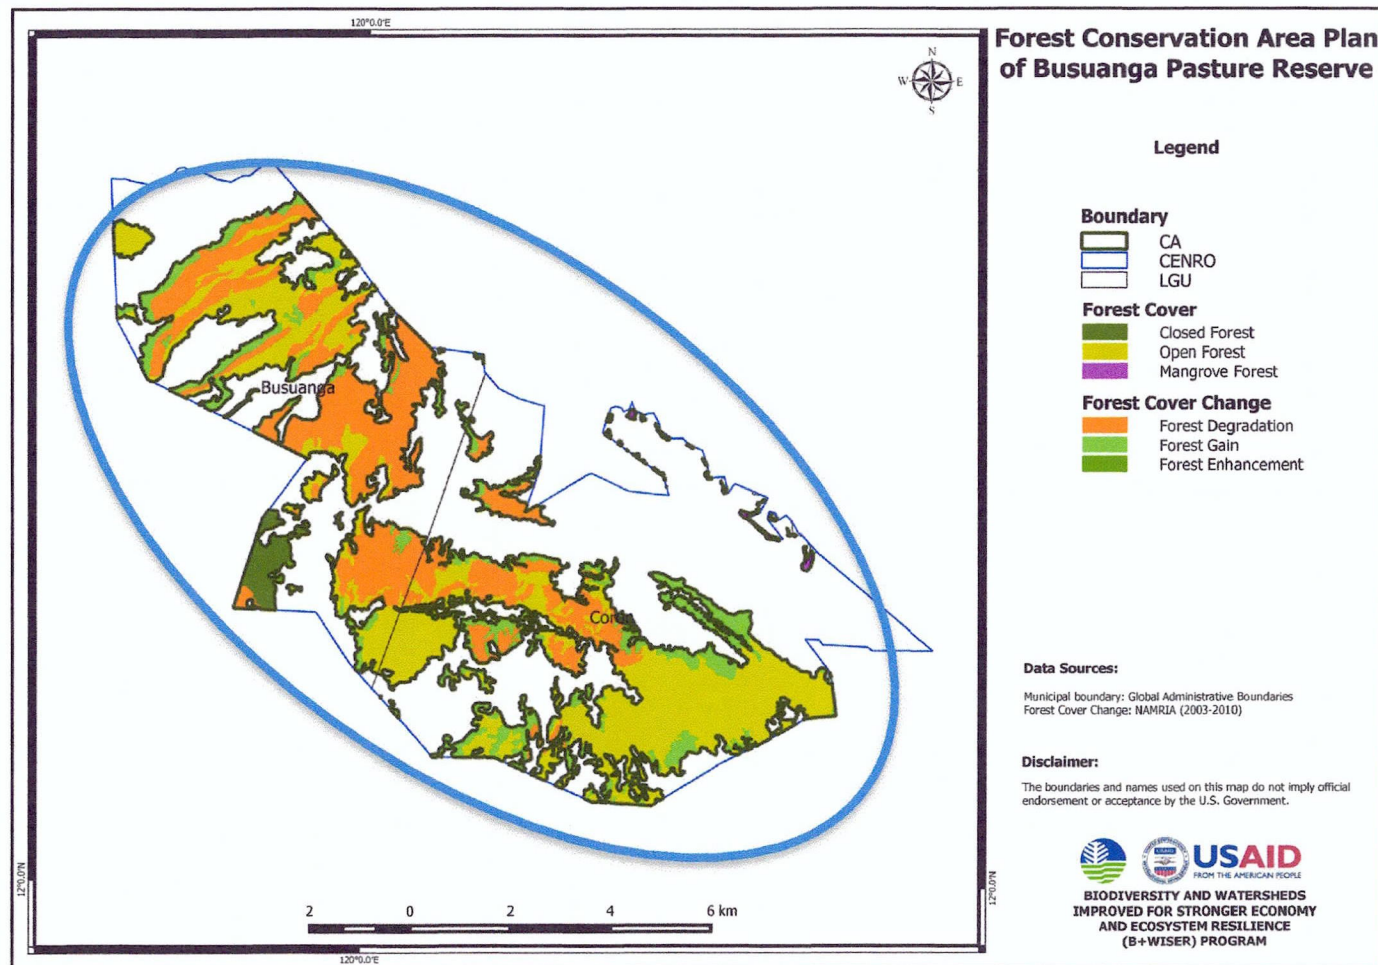 Forest Conservation Area Plan
of Busuanga Pasture Reserve
120°0.0'E
N
W
E
S
Legend
Boundary
CA
CENRO
LGU
Forest Cover
Closed Forest
Open Forest
Mangrove Forest
Forest Cover Change
Forest Degradation
Forest Gain
Forest Enhancement
Busuanga
Data Sources:
Municipal boundary: Global Administrative Boundaries
Forest Cover Change: NAMRIA (2003-2010)
Disclaimer:
The boundaries and names used on this map do not imply official
endorsement or acceptance by the U.S. Government.
USAID
FROM THE AMERICAN PEOPLE
BIODIVERSITY AND WATERSHEDS
IMPROVED FOR STRONGER ECONOMY
AND ECOSYSTEM RESILIENCE
(B+WISER) PROGRAM
12°0.0'N
12°0.0'N
2 0 2 4 6 km
120°0.0'E